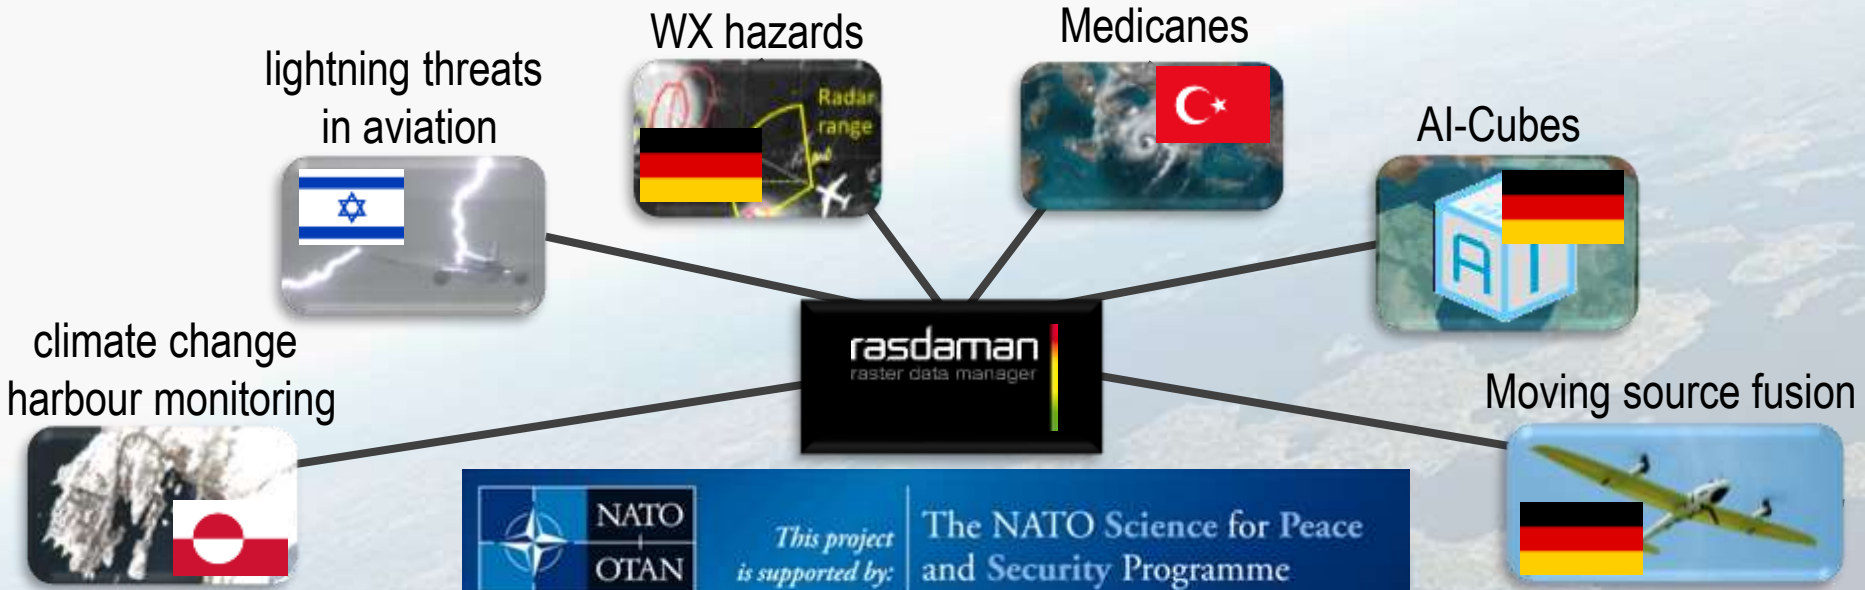 WX hazards
Medicanes
lightning threats
in aviation
AI-Cubes
Radar
range
AI
rasdaman
raster data manager
climate change
harbour monitoring
Moving source fusion
NATO
OTAN
This project
is supported by:
The NATO Science for Peace
and Security Programme